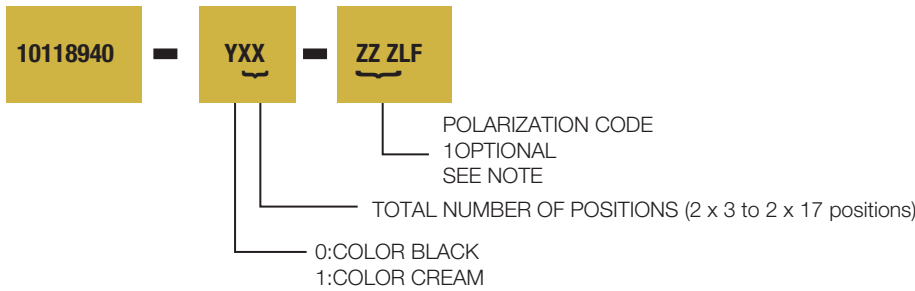 10118940 - YXX - ZZ ZLF
POLARIZATION CODE
1OPTIONAL
SEE NOTE
TOTAL NUMBER OF POSITIONS (2 x 3 to 2 x 17 positions)
0:COLOR BLACK
1:COLOR CREAM